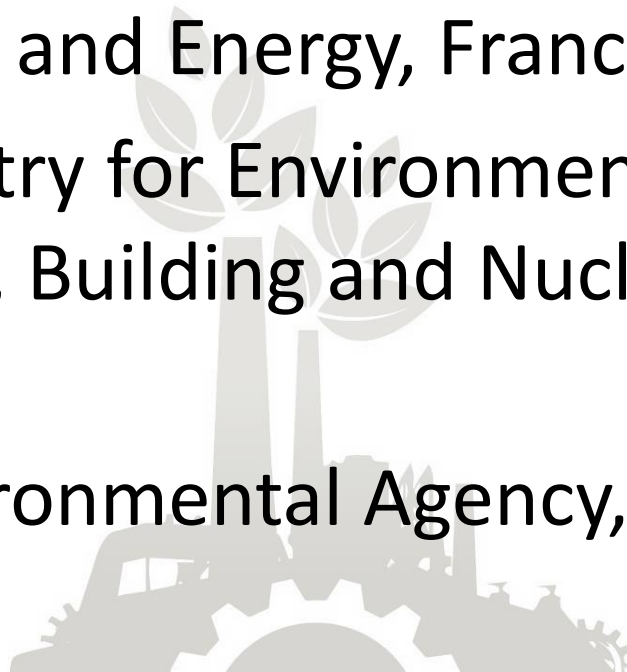 and Energy, Franc
try for Environmen
. Building and Nucl
ronmental Agency,